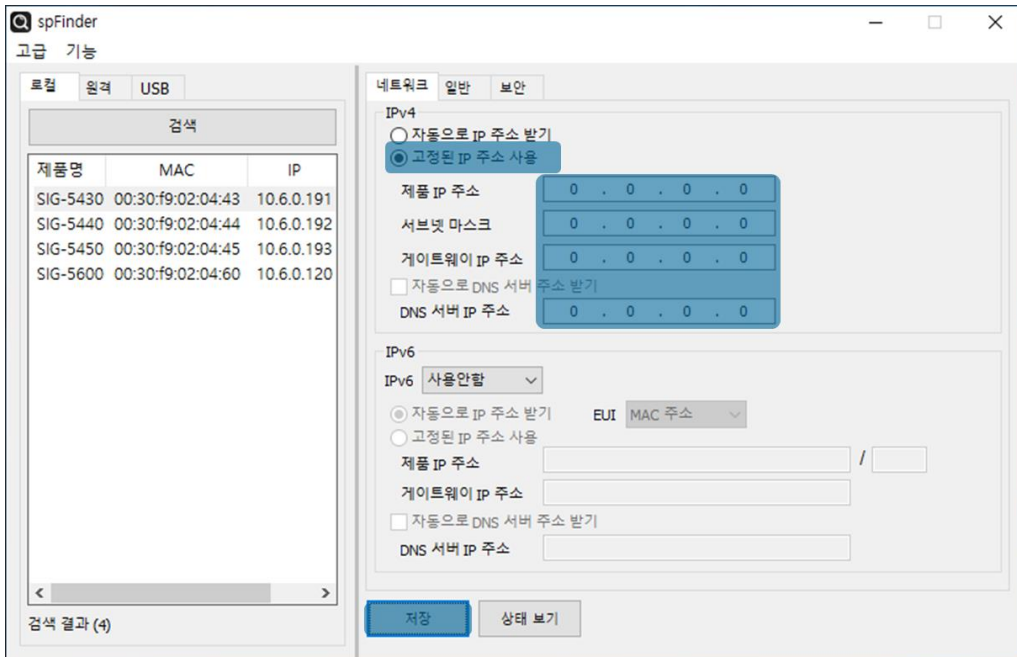 spFinder
고급 기능
로컬 원격 USB
검색
제품명 MAC IP
SIG-5430 00:30:f9:02:04:43 10.6.0.191
SIG-5440 00:30:f9:02:04:44 10.6.0.192
SIG-5450 00:30:f9:02:04:45 10.6.0.193
SIG-5600 00:30:f9:02:04:60 10.6.0.120
검색 결과 (4)
네트워크 일반 보안
IPv4
자동으로 IP 주소 받기
고정된 IP 주소 사용
제품 IP 주소 0 . 0 . 0 . 0
서브넷 마스크 0 . 0 . 0 . 0
게이트웨이 IP 주소 0 . 0 . 0 . 0
자동으로 DNS 서버 주소 받기
DNS 서버 IP 주소 0 . 0 . 0 . 0
IPv6
IPv6 사용안함
자동으로 IP 주소 받기 EUI MAC 주소
고정된 IP 주소 사용
제품 IP 주소 /
게이트웨이 IP 주소
자동으로 DNS 서버 주소 받기
DNS 서버 IP 주소
저장 상태 보기